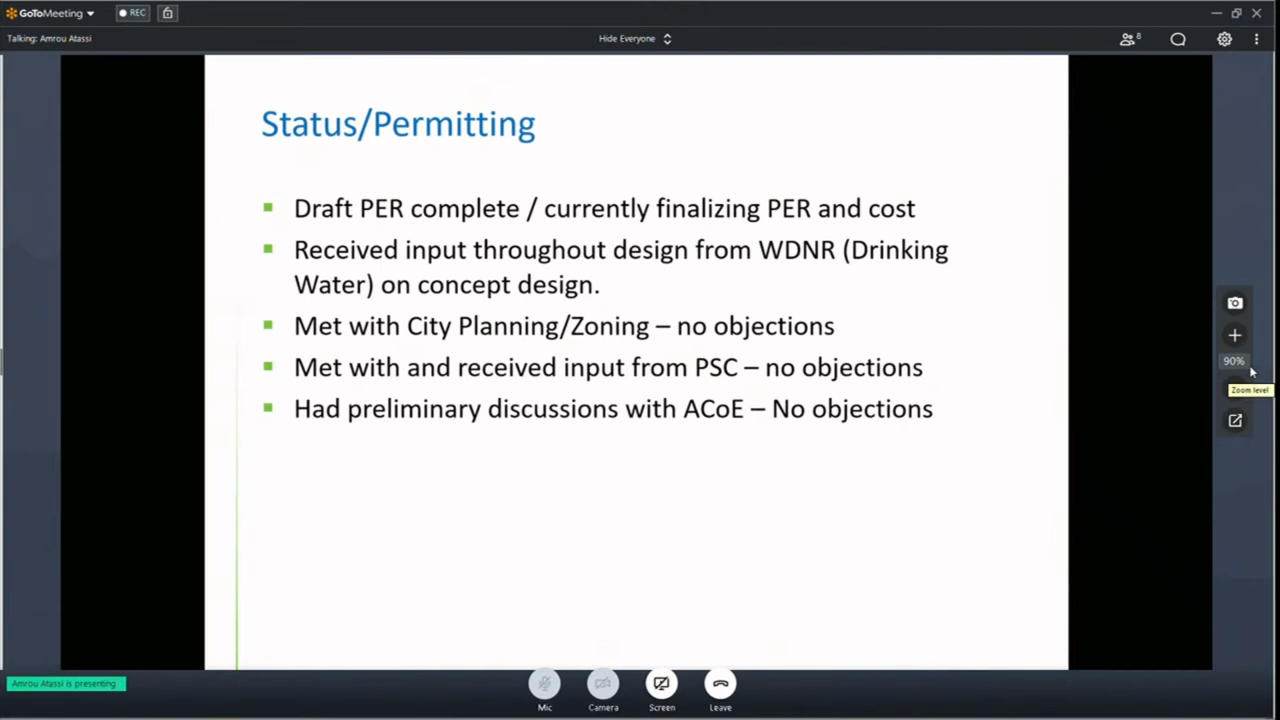 GoToMeeting
REC
Talking: Amrou Atassi
Hide Everyone
8
Status/Permitting
Draft PER complete / currently finalizing PER and cost
Received input throughout design from WDNR (Drinking
Water) on concept design.
Met with City Planning/Zoning – no objections
Met with and received input from PSC – no objections
Had preliminary discussions with ACoE – No objections
90%
Zoom level
Amrou Atassi is presenting
Mic
Camera
Screen
Leave